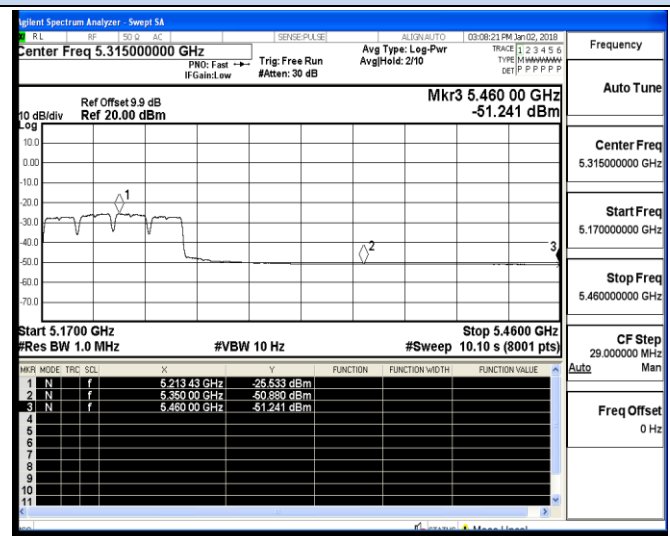 Agilent Spectrum Analyzer - Swept SA
RL RF 50 Ω AC SENSE:PULSE ALIGN AUTO 03:08:21 PM Jan 02, 2018
Center Freq 5.315000000 GHz
PNO: Fast
IFGain:Low
Trig: Free Run
#Atten: 30 dB
Avg Type: Log-Pwr
Avg|Hold: 2/10
TRACE 1 2 3 4 5 6
TYPE M
DET P P P P P P
Ref Offset 9.9 dB
10 dB/div Ref 20.00 dBm
Mkr3 5.460 00 GHz
-51.241 dBm
Log
10.0
0.00
-10.0
-20.0
-30.0
-40.0
-50.0
-60.0
-70.0
1
2
3
Start 5.1700 GHz
Stop 5.4600 GHz
#Res BW 1.0 MHz #VBW 10 Hz #Sweep 10.10 s (8001 pts)
MKR MODE TRC SCL X Y FUNCTION FUNCTION WIDTH FUNCTION VALUE
1 N f 5.213 43 GHz -25.533 dBm
2 N f 5.350 00 GHz -50.880 dBm
3 N f 5.460 00 GHz -51.241 dBm
4
5
6
7
8
9
10
11
STATUS
Frequency
Auto Tune
Center Freq
5.315000000 GHz
Start Freq
5.170000000 GHz
Stop Freq
5.460000000 GHz
CF Step
29.000000 MHz
Auto Man
Freq Offset
0 Hz